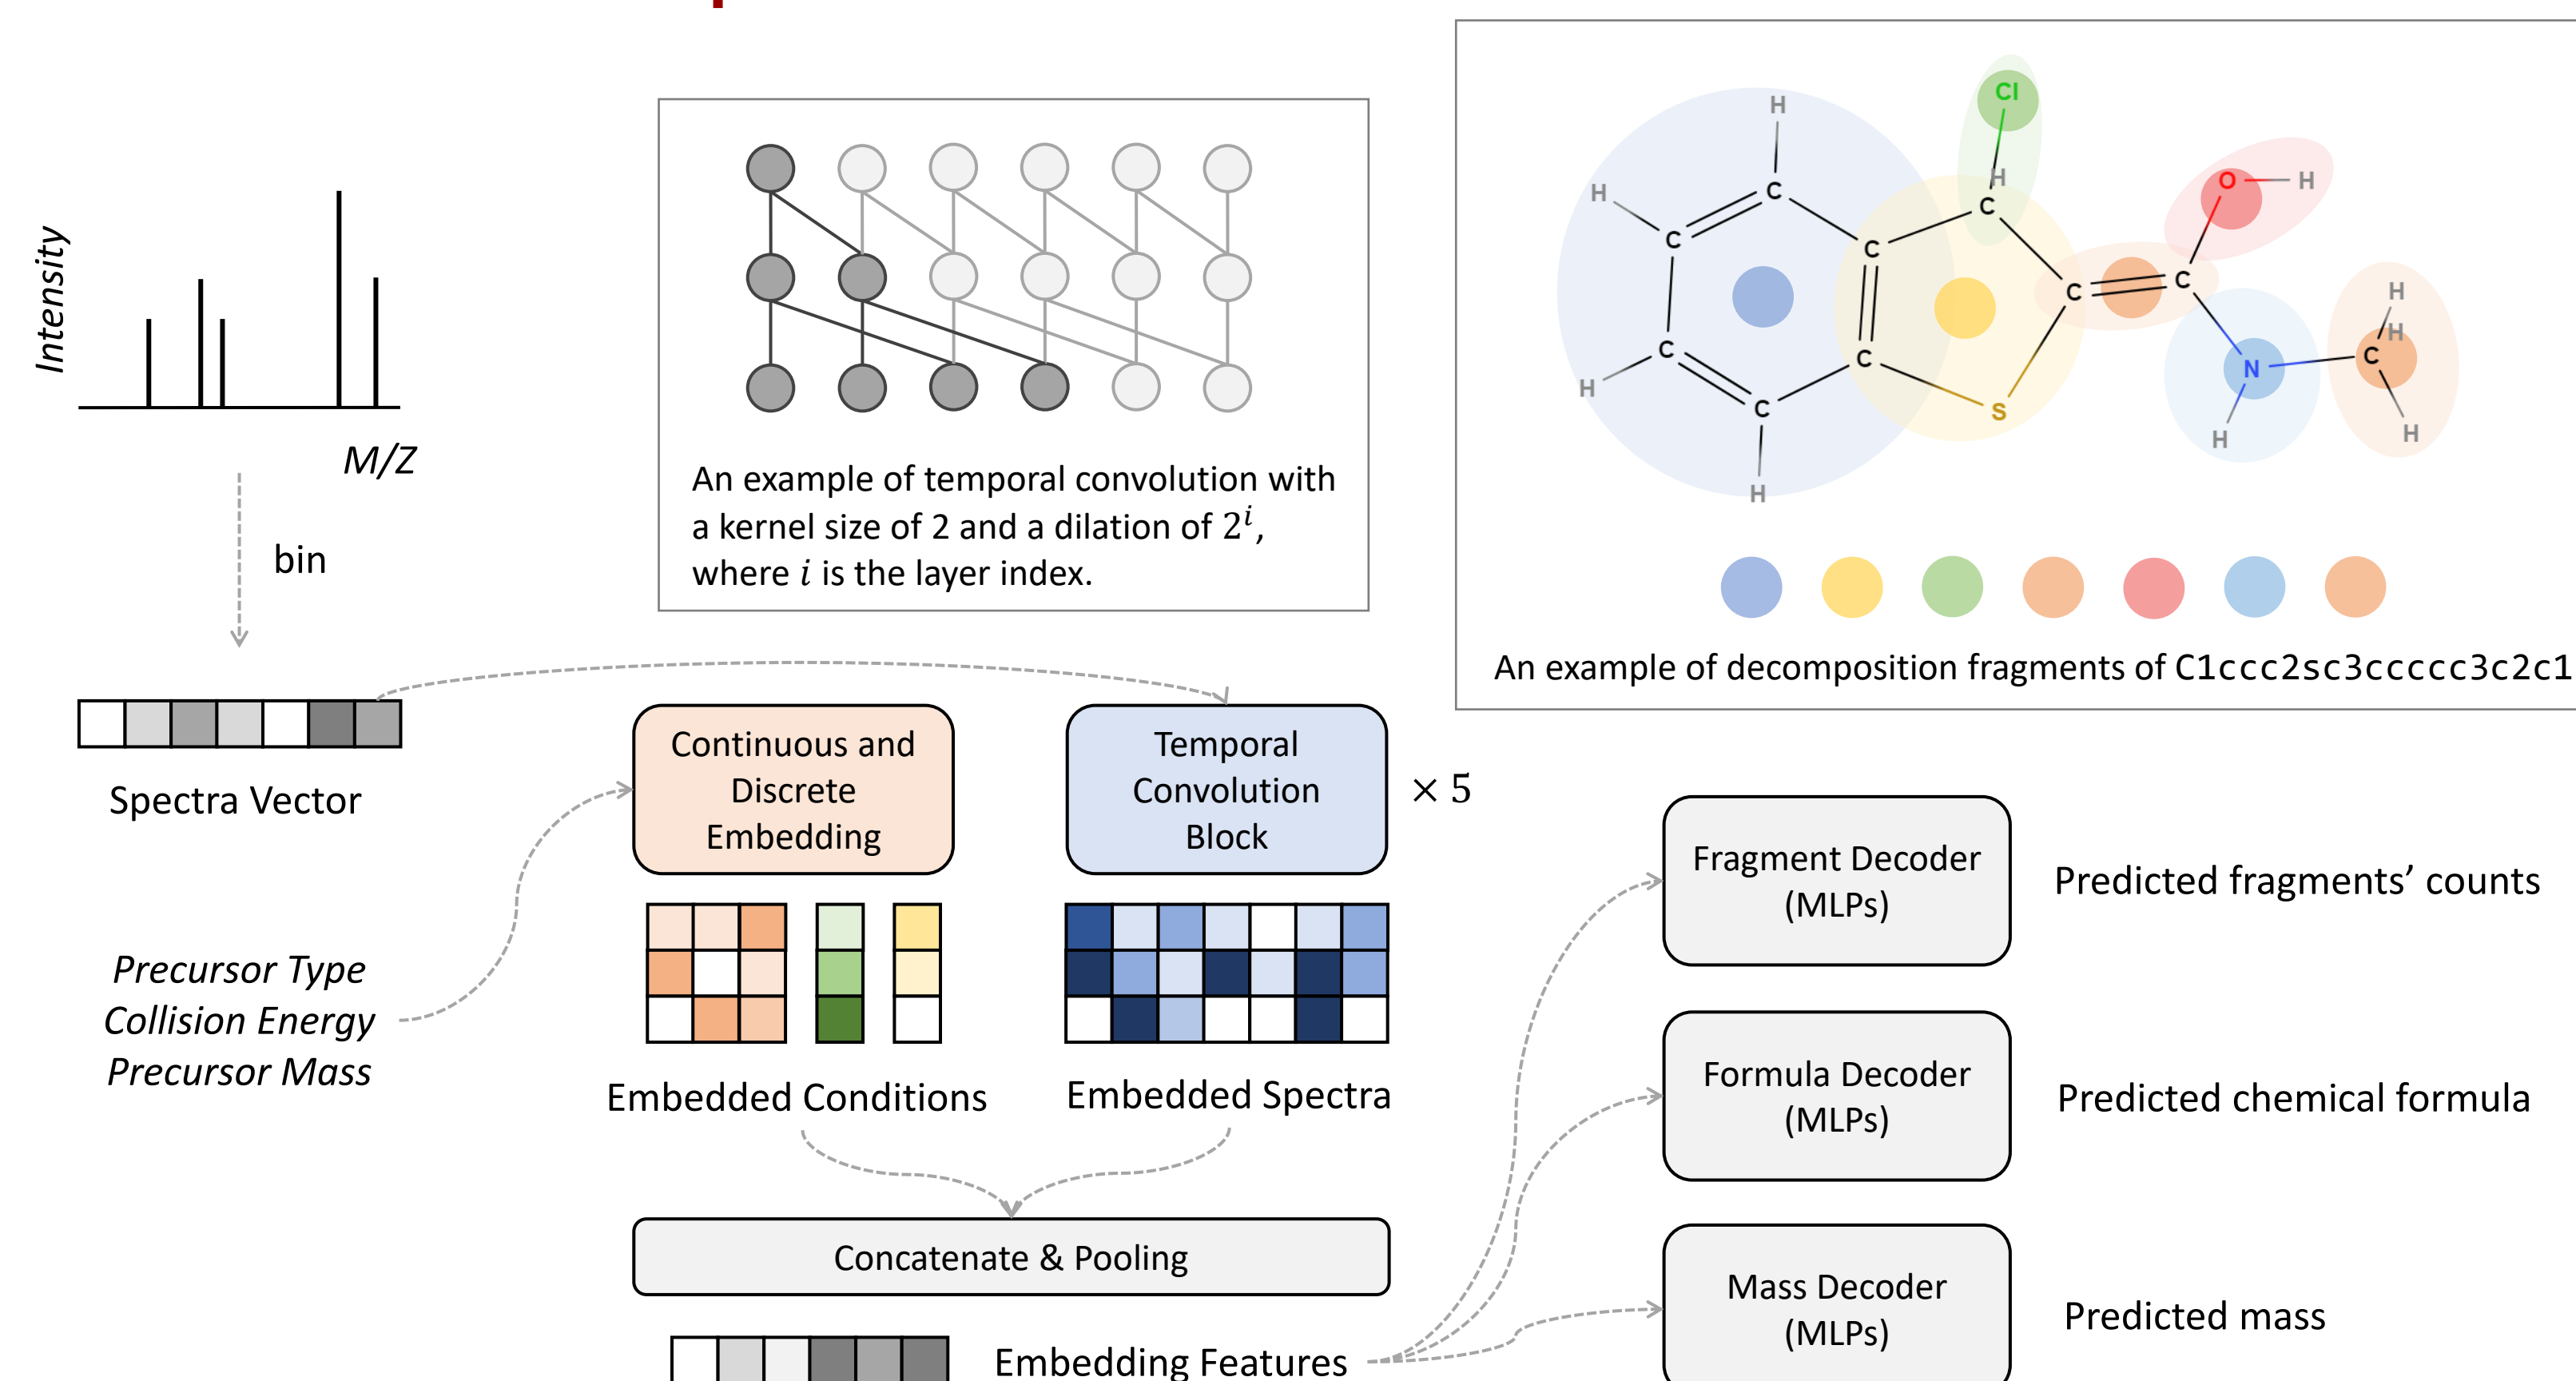 Intensity
M/Z
bin
Spectra Vector
Precursor Type
Collision Energy
Precursor Mass
An example of temporal convolution with
a kernel size of 2 and a dilation of 2^i,
where i is the layer index.
Continuous and
Discrete
Embedding
Temporal
Convolution
Block
× 5
Embedded Conditions
Embedded Spectra
Concatenate & Pooling
Embedding Features
H
Cl
H
H
O
H
C
C
C
C
C
C
H
C
C
H
N
C
H
C
S
H
H
H
An example of decomposition fragments of C1ccc2sc3ccccc3c2c1
Fragment Decoder
(MLPs)
Predicted fragments’ counts
Formula Decoder
(MLPs)
Predicted chemical formula
Mass Decoder
(MLPs)
Predicted mass